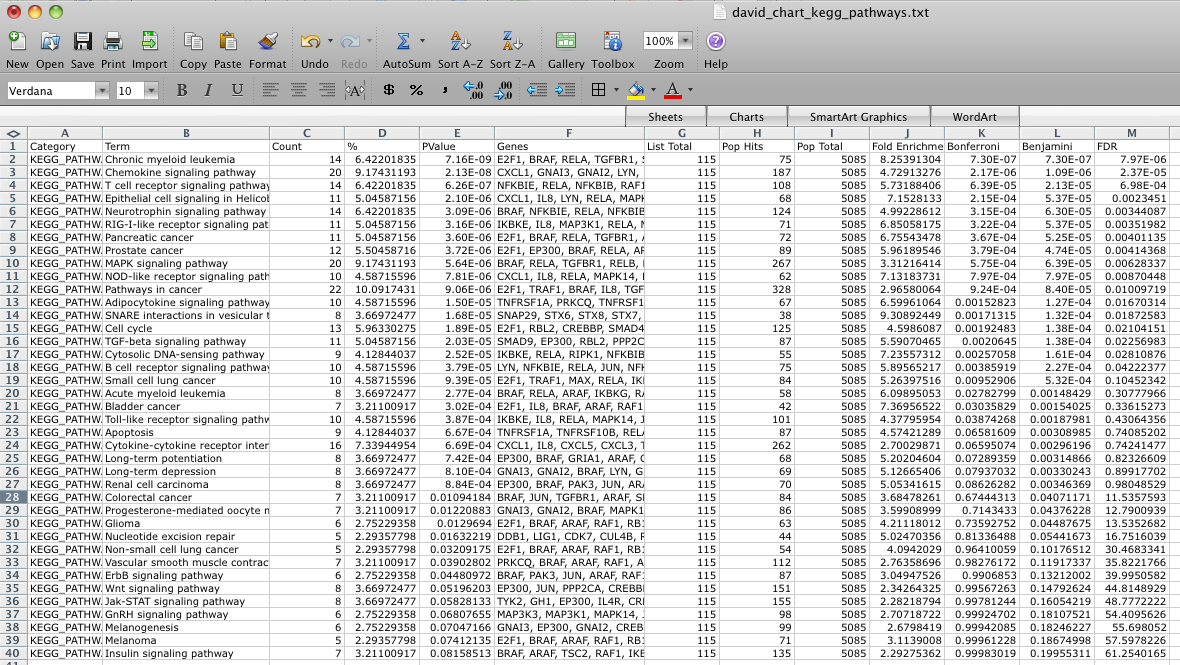 david_chart_kegg_pathways.txt
New Open Save Print Import Copy Paste Format Undo Redo AutoSum Sort A-Z Sort Z-A Gallery Toolbox 100% Zoom Help
Verdana 10 B I U A $ % , .0 .00 .00 .0 A
Sheets Charts SmartArt Graphics WordArt
A B C D E F G H I J K L M
1 Category Term Count % PValue Genes List Total Pop Hits Pop Total Fold Enrichme Bonferroni Benjamini FDR
2 KEGG_PATHW. Chronic myeloid leukemia 14 6.42201835 7.16E-09 E2F1, BRAF, RELA, TGFBR1, 115 75 5085 8.25391304 7.30E-07 7.30E-07 7.97E-06
3 KEGG_PATHW. Chemokine signaling pathway 20 9.17431193 2.13E-08 CXCL1, GNAI3, GNAI2, LYN, 115 187 5085 4.72913276 2.17E-06 1.09E-06 2.37E-05
4 KEGG_PATHW. T cell receptor signaling pathway 14 6.42201835 6.26E-07 NFKBIE, RELA, NFKBIB, RAF1 115 108 5085 5.73188406 6.39E-05 2.13E-05 6.98E-04
5 KEGG_PATHW. Epithelial cell signaling in Helicob 11 5.04587156 2.10E-06 CXCL1, IL8, LYN, RELA, MAPK 115 68 5085 7.1528133 2.15E-04 5.37E-05 0.0023451
6 KEGG_PATHW. Neurotrophin signaling pathway 14 6.42201835 3.09E-06 BRAF, NFKBIE, RELA, NFKBIB 115 124 5085 4.99228612 3.15E-04 6.30E-05 0.00344087
7 KEGG_PATHW. RIG-I-like receptor signaling pat 11 5.04587156 3.16E-06 IKBKE, IL8, MAP3K1, RELA, 115 71 5085 6.85058175 3.22E-04 5.37E-05 0.00351982
8 KEGG_PATHW. Pancreatic cancer 11 5.04587156 3.60E-06 E2F1, BRAF, RELA, TGFBR1, 115 72 5085 6.75543478 3.67E-04 5.25E-05 0.00401135
9 KEGG_PATHW. Prostate cancer 12 5.50458716 3.72E-06 E2F1, EP300, BRAF, RELA, AR 115 89 5085 5.96189546 3.79E-04 4.74E-05 0.00414368
10 KEGG_PATHW. MAPK signaling pathway 20 9.17431193 5.64E-06 BRAF, RELA, TGFBR1, RELB, 115 267 5085 3.31216414 5.75E-04 6.39E-05 0.00628337
11 KEGG_PATHW. NOD-like receptor signaling path 10 4.58715596 7.81E-06 CXCL1, IL8, RELA, MAPK14, 115 62 5085 7.13183731 7.97E-04 7.97E-05 0.00870448
12 KEGG_PATHW. Pathways in cancer 22 10.0917431 9.06E-06 E2F1, TRAF1, BRAF, IL8, TGF 115 328 5085 2.96580064 9.24E-04 8.40E-05 0.01009719
13 KEGG_PATHW. Adipocytokine signaling pathway 10 4.58715596 1.50E-05 TNFRSF1A, PRKCQ, TNFRSF1 115 67 5085 6.59961064 0.00152823 1.27E-04 0.01670314
14 KEGG_PATHW. SNARE interactions in vesicular t 8 3.66972477 1.68E-05 SNAP29, STX6, STX8, STX7, 115 38 5085 9.30892449 0.00171315 1.32E-04 0.01872583
15 KEGG_PATHW. Cell cycle 13 5.96330275 1.89E-05 E2F1, RBL2, CREBBP, SMAD4 115 125 5085 4.5986087 0.00192483 1.38E-04 0.02104151
16 KEGG_PATHW. TGF-beta signaling pathway 11 5.04587156 2.03E-05 SMAD9, EP300, RBL2, PPP2C 115 87 5085 5.59070465 0.0020645 1.38E-04 0.02256983
17 KEGG_PATHW. Cytosolic DNA-sensing pathway 9 4.12844037 2.52E-05 IKBKE, RELA, RIPK1, NFKBIB 115 55 5085 7.23557312 0.00257058 1.61E-04 0.02810876
18 KEGG_PATHW. B cell receptor signaling pathway 10 4.58715596 3.79E-05 LYN, NFKBIE, RELA, JUN, NFK 115 75 5085 5.89565217 0.00385919 2.27E-04 0.04222377
19 KEGG_PATHW. Small cell lung cancer 10 4.58715596 9.39E-05 E2F1, TRAF1, MAX, RELA, IKI 115 84 5085 5.26397516 0.00952906 5.32E-04 0.10452342
20 KEGG_PATHW. Acute myeloid leukemia 8 3.66972477 2.77E-04 BRAF, RELA, ARAF, IKBKG, RA 115 58 5085 6.09895053 0.02782799 0.00148429 0.30777966
21 KEGG_PATHW. Bladder cancer 7 3.21100917 3.02E-04 E2F1, IL8, BRAF, ARAF, RAF1 115 42 5085 7.36956522 0.03035829 0.00154025 0.33615273
22 KEGG_PATHW. Toll-like receptor signaling pathw 10 4.58715596 3.87E-04 IKBKE, IL8, RELA, MAPK14, J 115 101 5085 4.37795954 0.03874268 0.00187981 0.43064356
23 KEGG_PATHW. Apoptosis 9 4.12844037 6.67E-04 TNFRSF1A, TNFRSF10B, RELA 115 87 5085 4.57421289 0.06581609 0.00308985 0.74085202
24 KEGG_PATHW. Cytokine-cytokine receptor inter 16 7.33944954 6.69E-04 CXCL1, IL8, CXCL5, CXCL3, T 115 262 5085 2.70029871 0.06595074 0.00296196 0.74241477
25 KEGG_PATHW. Long-term potentiation 8 3.66972477 7.42E-04 EP300, BRAF, GRIA1, ARAF, 115 68 5085 5.20204604 0.07289359 0.00314866 0.82326609
26 KEGG_PATHW. Long-term depression 8 3.66972477 8.10E-04 GNAI3, GNAI2, BRAF, LYN, G 115 69 5085 5.12665406 0.07937032 0.00330243 0.89917702
27 KEGG_PATHW. Renal cell carcinoma 8 3.66972477 8.84E-04 EP300, BRAF, PAK3, JUN, AR 115 70 5085 5.05341615 0.08626282 0.00346369 0.98048529
28 KEGG_PATHW. Colorectal cancer 7 3.21100917 0.01094184 BRAF, JUN, TGFBR1, ARAF, S 115 84 5085 3.68478261 0.67444313 0.04071171 11.5357593
29 KEGG_PATHW. Progesterone-mediated oocyte m 7 3.21100917 0.01220883 GNAI3, GNAI2, BRAF, MAPK1 115 86 5085 3.59908999 0.7143433 0.04376228 12.7900939
30 KEGG_PATHW. Glioma 6 2.75229358 0.0129694 E2F1, BRAF, ARAF, RAF1, RB1 115 63 5085 4.21118012 0.73592752 0.04487675 13.5352682
31 KEGG_PATHW. Nucleotide excision repair 5 2.29357798 0.01632219 DDB1, LIG1, CDK7, CUL4B, 115 44 5085 5.02470356 0.81336488 0.05441673 16.7516039
32 KEGG_PATHW. Non-small cell lung cancer 5 2.29357798 0.03209175 E2F1, BRAF, ARAF, RAF1, RB1 115 54 5085 4.0942029 0.96410059 0.10176512 30.4683341
33 KEGG_PATHW. Vascular smooth muscle contrac 7 3.21100917 0.03902802 PRKCQ, BRAF, ARAF, RAF1, A 115 112 5085 2.76358696 0.98276172 0.11917337 35.8221766
34 KEGG_PATHW. ErbB signaling pathway 6 2.75229358 0.04480972 BRAF, PAK3, JUN, ARAF, RAF 115 87 5085 3.04947526 0.9906853 0.13212002 39.9950582
35 KEGG_PATHW. Wnt signaling pathway 8 3.66972477 0.05196203 EP300, JUN, PPP2CA, CREBB 115 151 5085 2.34264325 0.99567263 0.14792609 44.8148929
36 KEGG_PATHW. Jak-STAT signaling pathway 8 3.66972477 0.05828133 TYK2, GH1, EP300, IL4R, CRE 115 155 5085 2.28218794 0.99781244 0.16054219 48.7772222
37 KEGG_PATHW. GnRH signaling pathway 6 2.75229358 0.06807655 MAP3K3, MAP3K1, MAPK14, 115 98 5085 2.70718722 0.99924702 0.18107521 54.4095626
38 KEGG_PATHW. Melanogenesis 6 2.75229358 0.07047166 GNAI3, EP300, GNAI2, CREB 115 99 5085 2.6798419 0.99942085 0.18246227 55.698052
39 KEGG_PATHW. Melanoma 5 2.29357798 0.07412135 E2F1, BRAF, ARAF, RAF1, RB1 115 71 5085 3.1139008 0.99961228 0.18674998 57.5978226
40 KEGG_PATHW. Insulin signaling pathway 7 3.21100917 0.08158513 BRAF, ARAF, TSC2, RAF1, IKE 115 135 5085 2.29275362 0.99983019 0.19955311 61.2540165